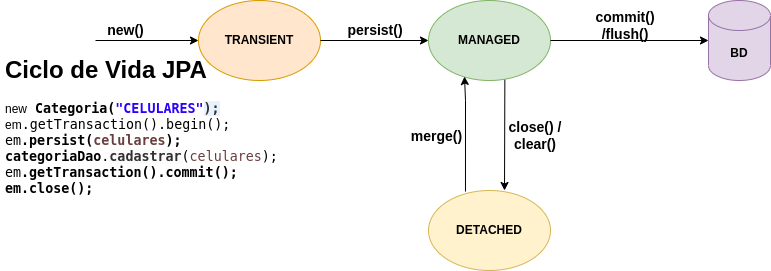 new()
TRANSIENT
persist()
MANAGED
commit()
/flush()
BD
Ciclo de Vida JPA
new Categoria("CELULARES");
em.getTransaction().begin();
em.persist(celulares);
categoriaDao.cadastrar(celulares);
em.getTransaction().commit();
em.close();
merge()
close() /
clear()
DETACHED